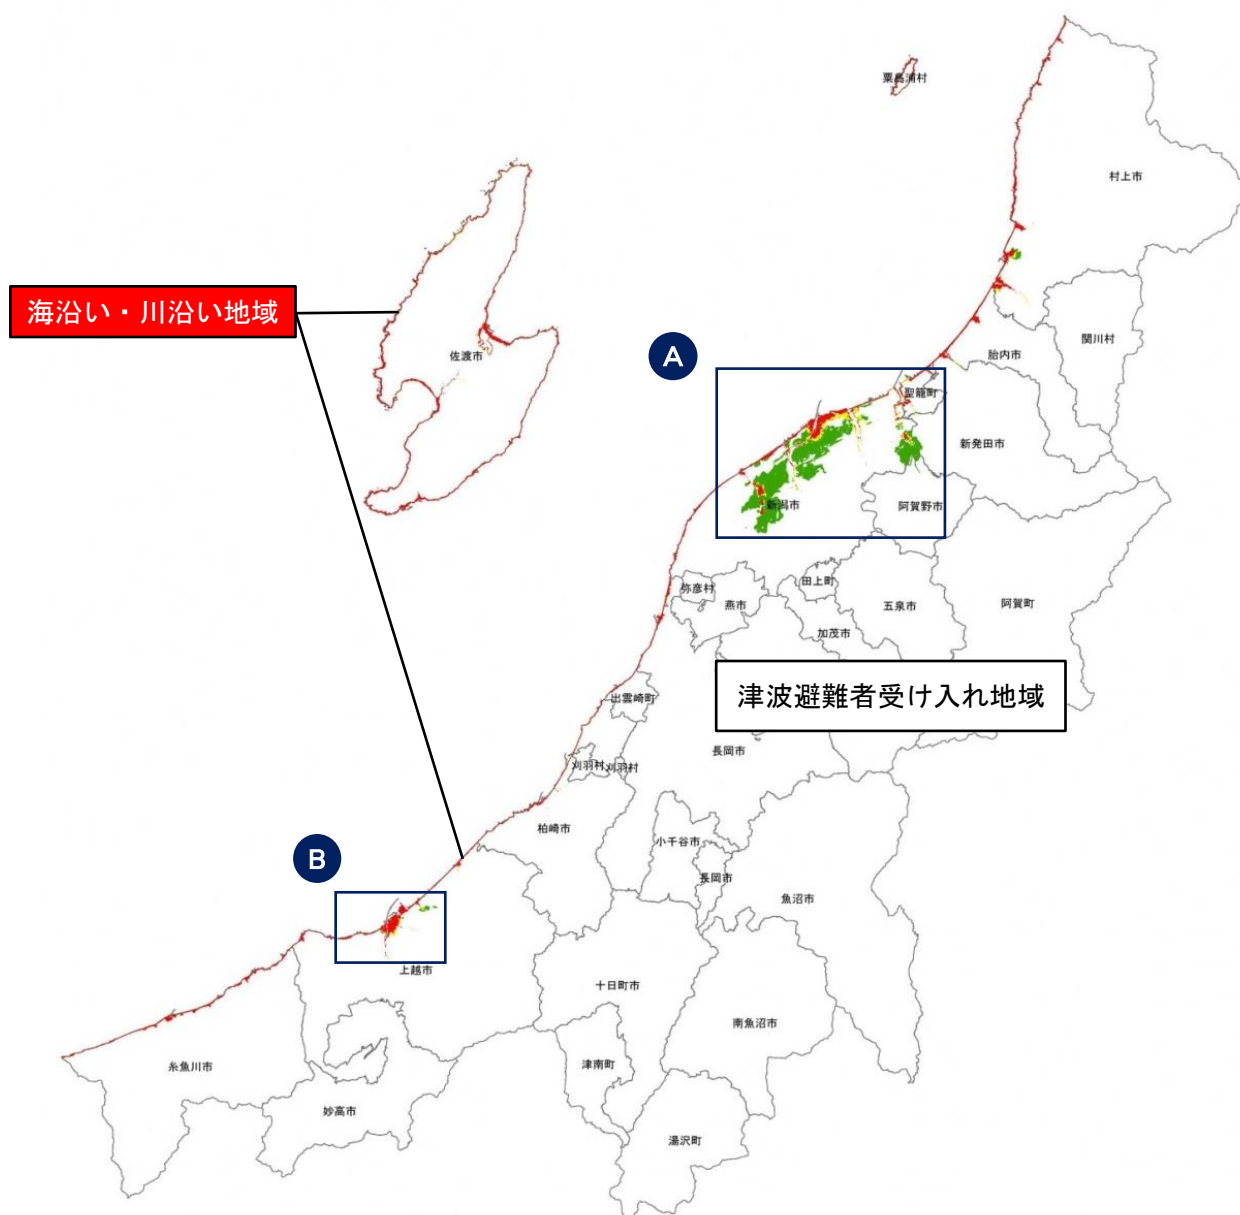 粟島浦村
村上市
海沿い・川沿い地域
佐渡市
関川村
A
胎内市
聖籠町
新発田市
新潟市
阿賀野市
弥彦村
燕市
田上町
五泉市
阿賀町
加茂市
津波避難者受け入れ地域
出雲崎町
長岡市
刈羽村
刈羽村
柏崎市
小千谷市
B
長岡市
魚沼市
上越市
十日町市
南魚沼市
糸魚川市
津南町
妙高市
湯沢町